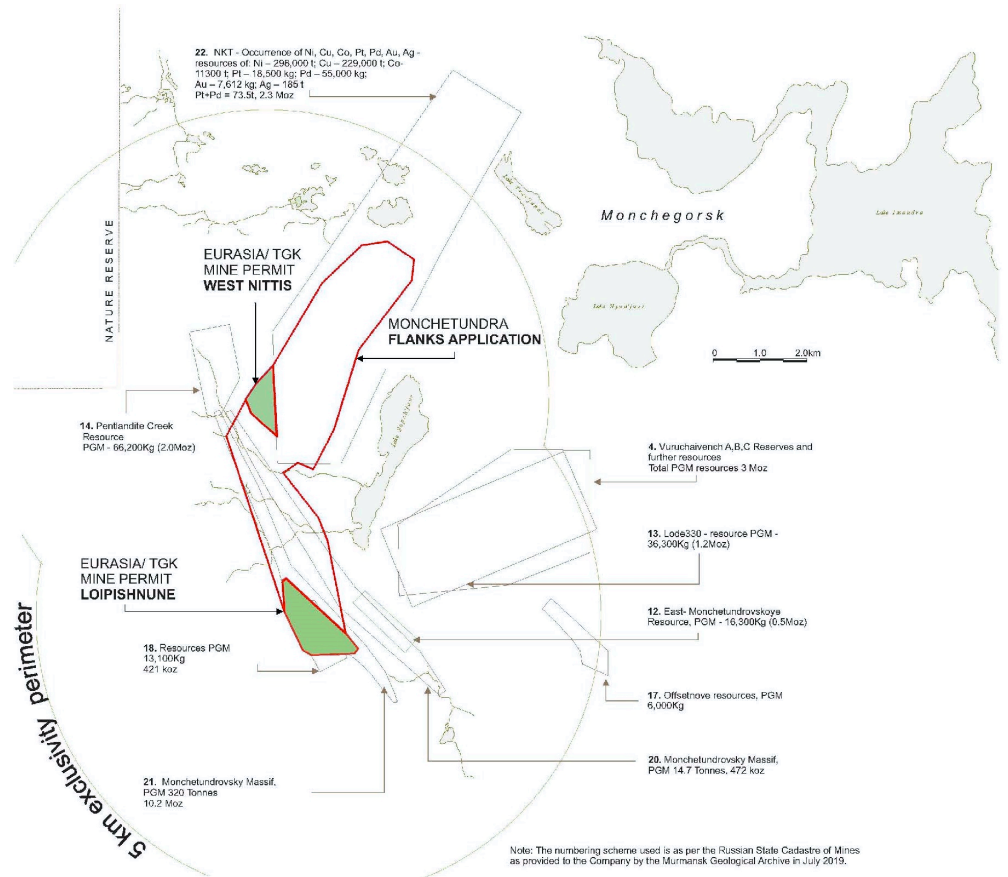 22. NKT - Occurrence of Ni, Cu, Co, Pt, Pd, Au, Ag -
resources of: Ni – 298,000 t; Cu – 229,000 t; Co-
11300 t; Pt – 18,500 kg; Pd – 55,000 kg;
Au – 7,612 kg; Ag – 185 t
Pt+Pd = 73.5t, 2.3 Moz
NATURE RESERVE
Monchegorsk
Lake Imandra
Lake
Lake
EURASIA/ TGK
MINE PERMIT
WEST NITTIS
MONCHETUNDRA
FLANKS APPLICATION
0 1.0 2.0km
Lake
14. Pentlandite Creek
Resource
PGM - 66,200Kg (2.0Moz)
4. Vuruchaivench A,B,C Reserves and
further resources
Total PGM resources 3 Moz
13. Lode330 - resource PGM -
36,300Kg (1.2Moz)
EURASIA/ TGK
MINE PERMIT
LOIPISHNUNE
12. East- Monchetundrovskoye
Resource, PGM - 16,300Kg (0.5Moz)
18. Resources PGM
13,100Kg
421 koz
17. Offsetnove resources, PGM
6,000Kg
20. Monchetundrovsky Massif,
PGM 14.7 Tonnes. 472 koz
21. Monchetundrovsky Massif,
PGM 320 Tonnes
10.2 Moz
5 km exclusivity perimeter
Note: The numbering scheme used is as per the Russian State Cadastre of Mines
as provided to the Company by the Murmansk Geological Archive in July 2019.